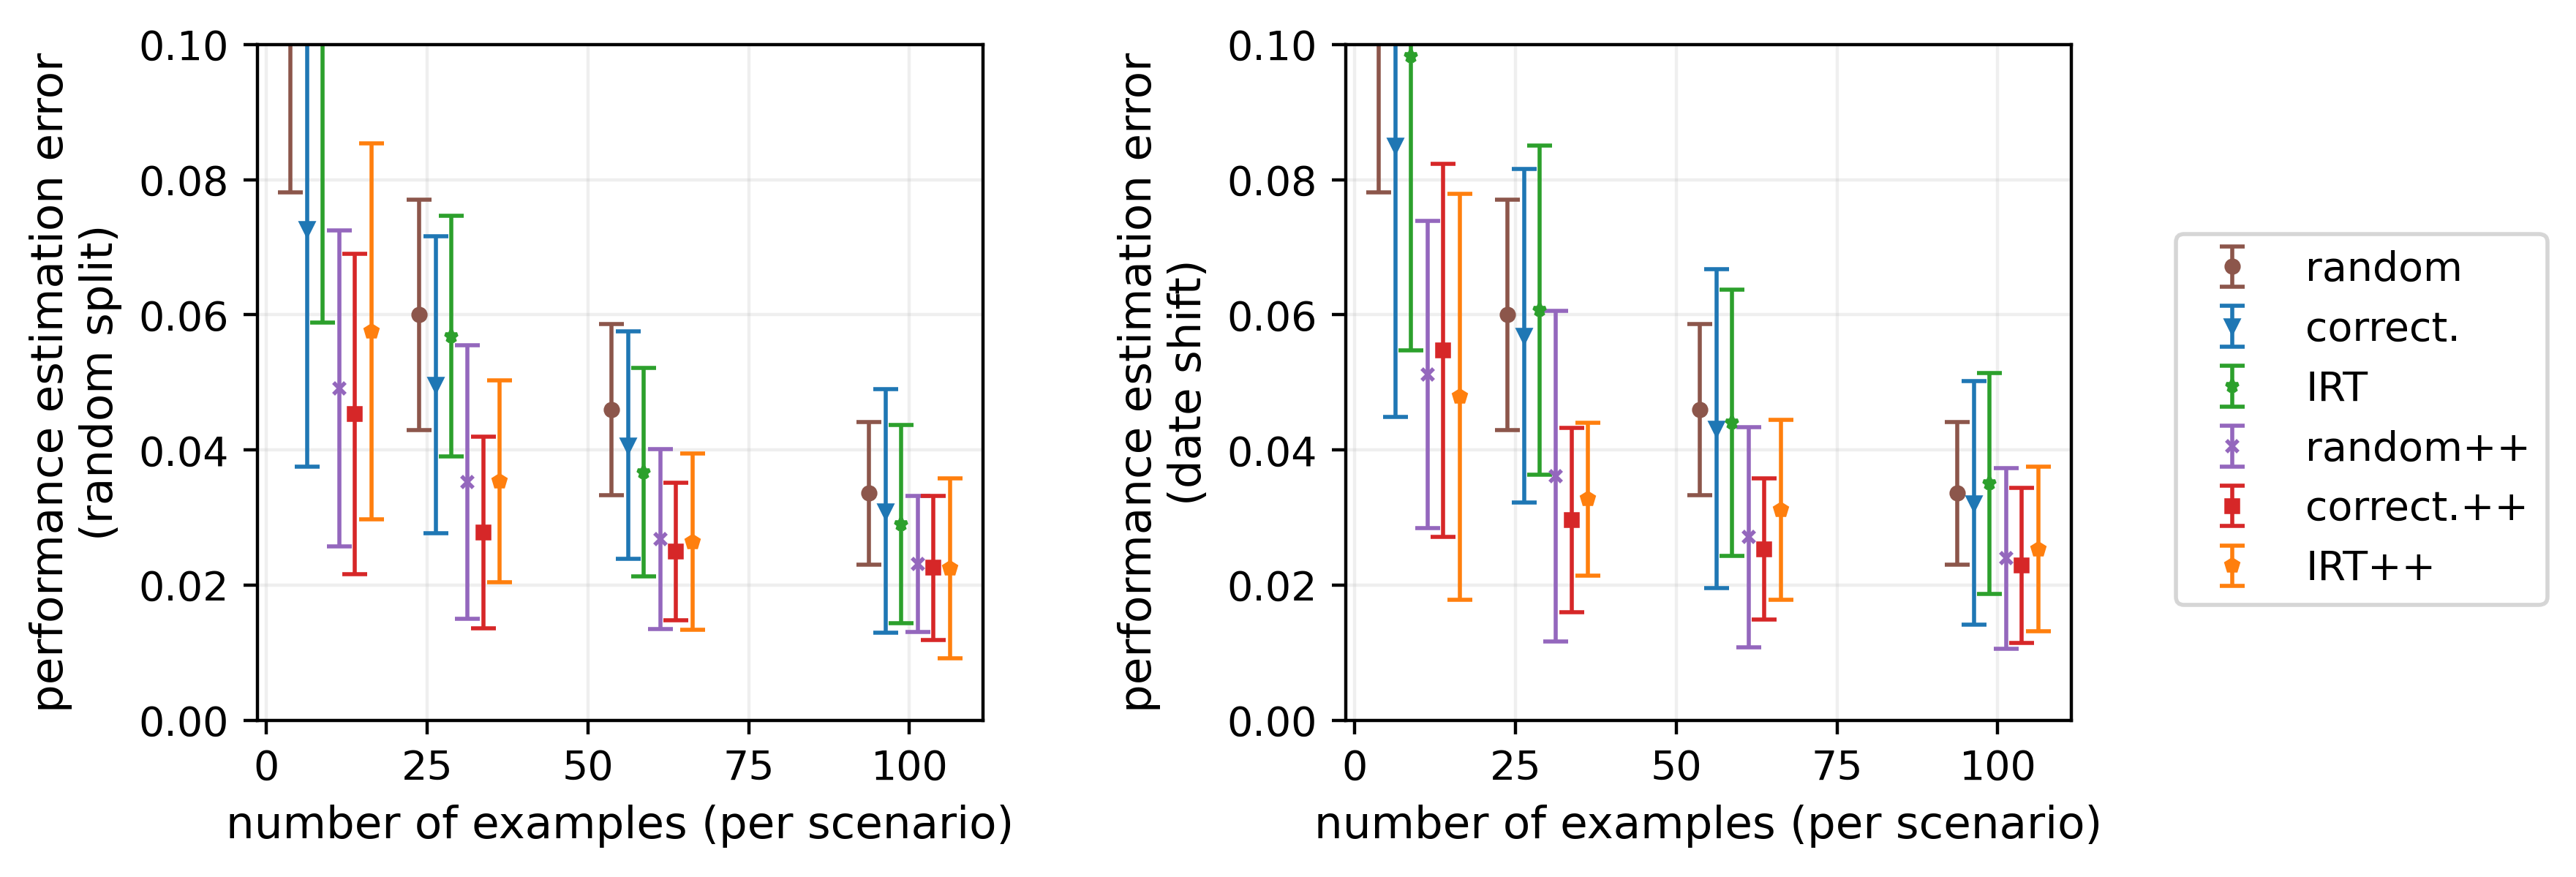 performance estimation error
(random split)
0.10
0.08
0.06
0.04
0.02
0.00
0
25
50
75
100
number of examples (per scenario)
performance estimation error
(date shift)
0.10
0.08
0.06
0.04
0.02
0.00
0
25
50
75
100
number of examples (per scenario)
random
correct.
IRT
random++
correct.++
IRT++